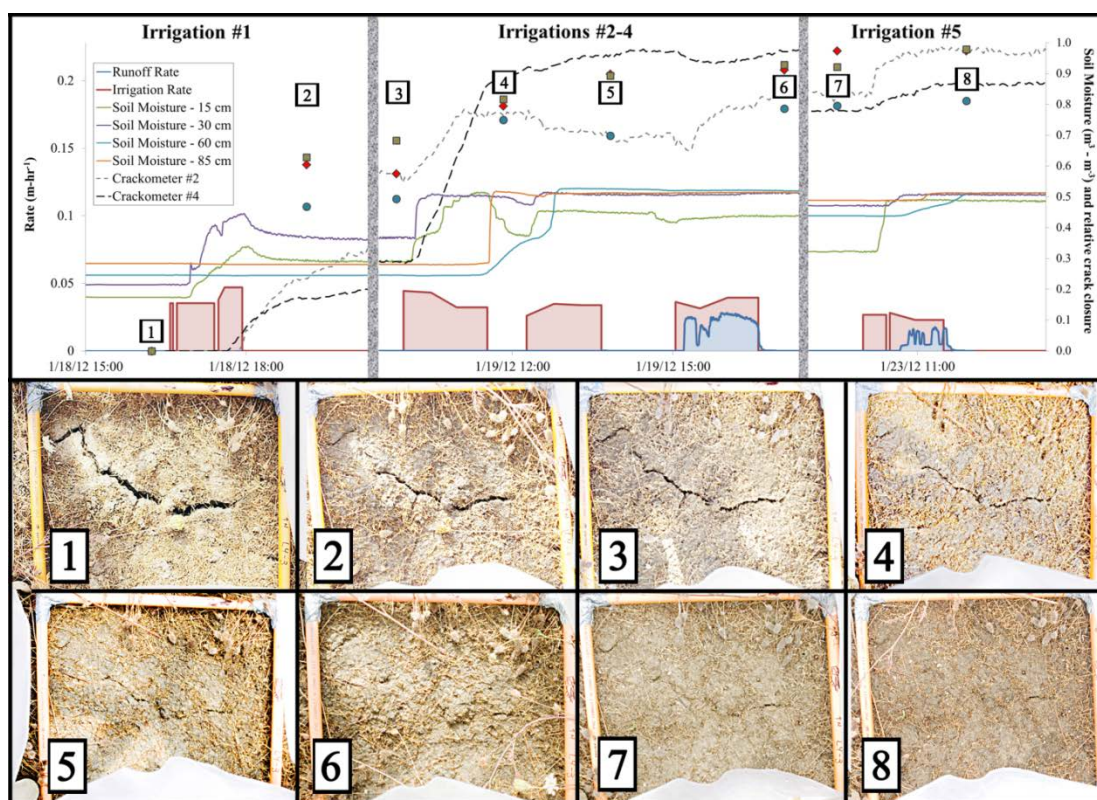 Irrigation #1
Irrigations #2-4
Irrigation #5
Runoff Rate
Irrigation Rate
Soil Moisture - 15 cm
Soil Moisture - 30 cm
Soil Moisture - 60 cm
Soil Moisture - 85 cm
Crackometer #2
Crackometer #4
Rate (m-hr⁻¹)
0.2
0.15
0.1
0.05
0
1
2
3
4
5
6
7
8
1.0
0.9
0.8
0.7
0.6
0.5
0.4
0.3
0.2
0.1
0.0
Soil Moisture (m³ - m⁻³) and relative crack closure
1/18/12 15:00
1/18/12 18:00
1/19/12 12:00
1/19/12 15:00
1/23/12 11:00
1
2
3
4
5
6
7
8